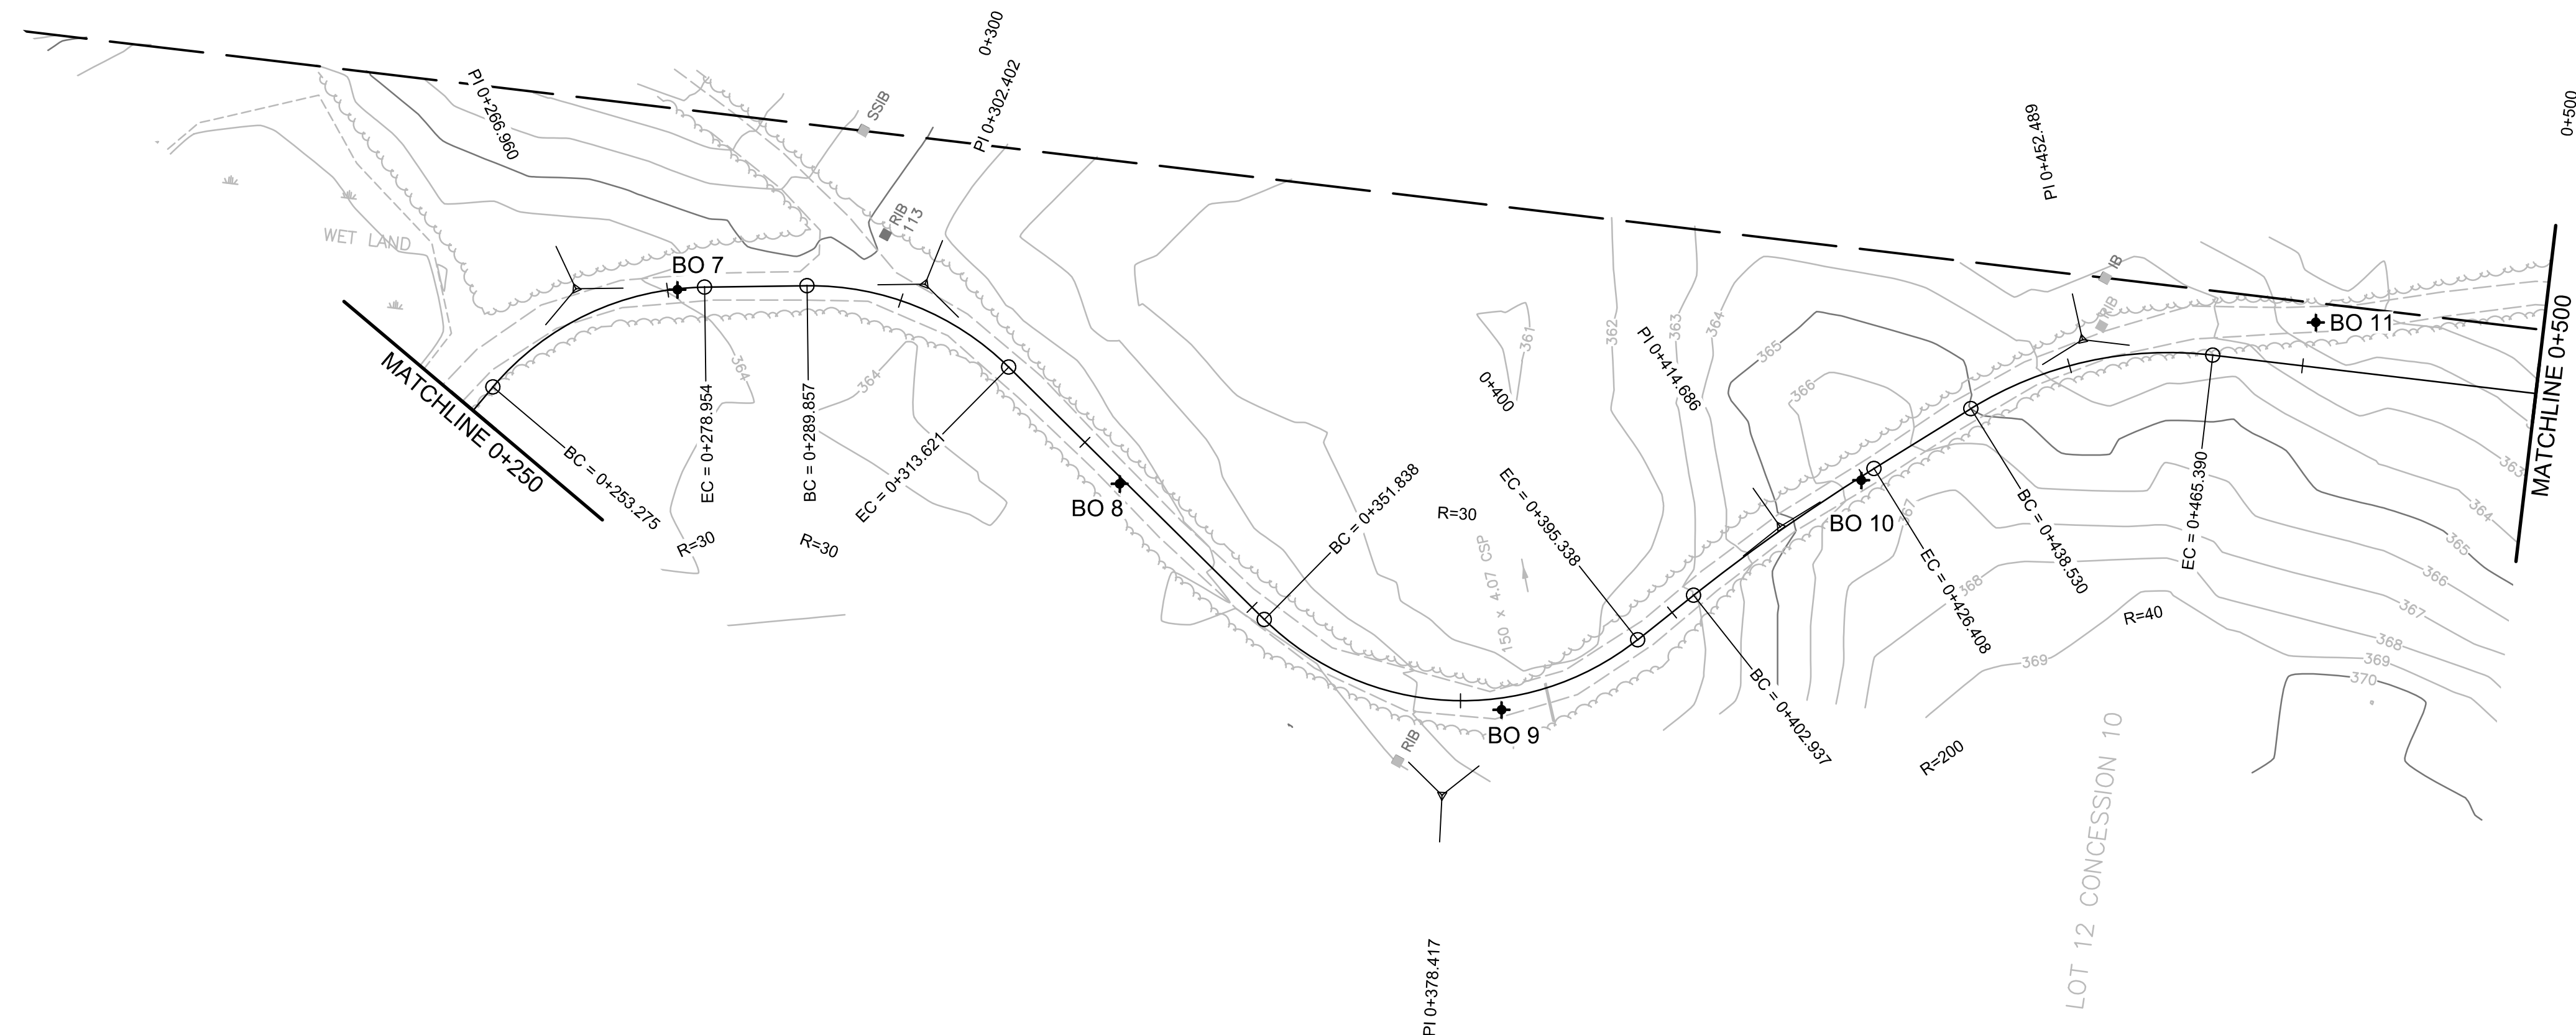 0+300
PI 0+266.960
PI 0+302.402
SSIB
RIB
113
WET LAND
BO 7
MATCHLINE 0+250
BC = 0+253.275
EC = 0+278.954
BC = 0+289.857
EC = 0+313.621
364
364
R=30
R=30
BO 8
BC = 0+351.838
R=30
0+400
EC = 0+395.338
150 x 4.07 CSP
361
362
363
364
365
366
PI 0+414.686
BO 9
RIB
PI 0+378.417
BC = 0+402.937
BO 10
367
EC = 0+426.408
BC = 0+438.530
R=200
PI 0+452.489
IB
RIB
BO 11
EC = 0+465.390
R=40
368
369
0+500
MATCHLINE 0+500
363
364
365
366
367
368
369
370
LOT 12 CONCESSION 10